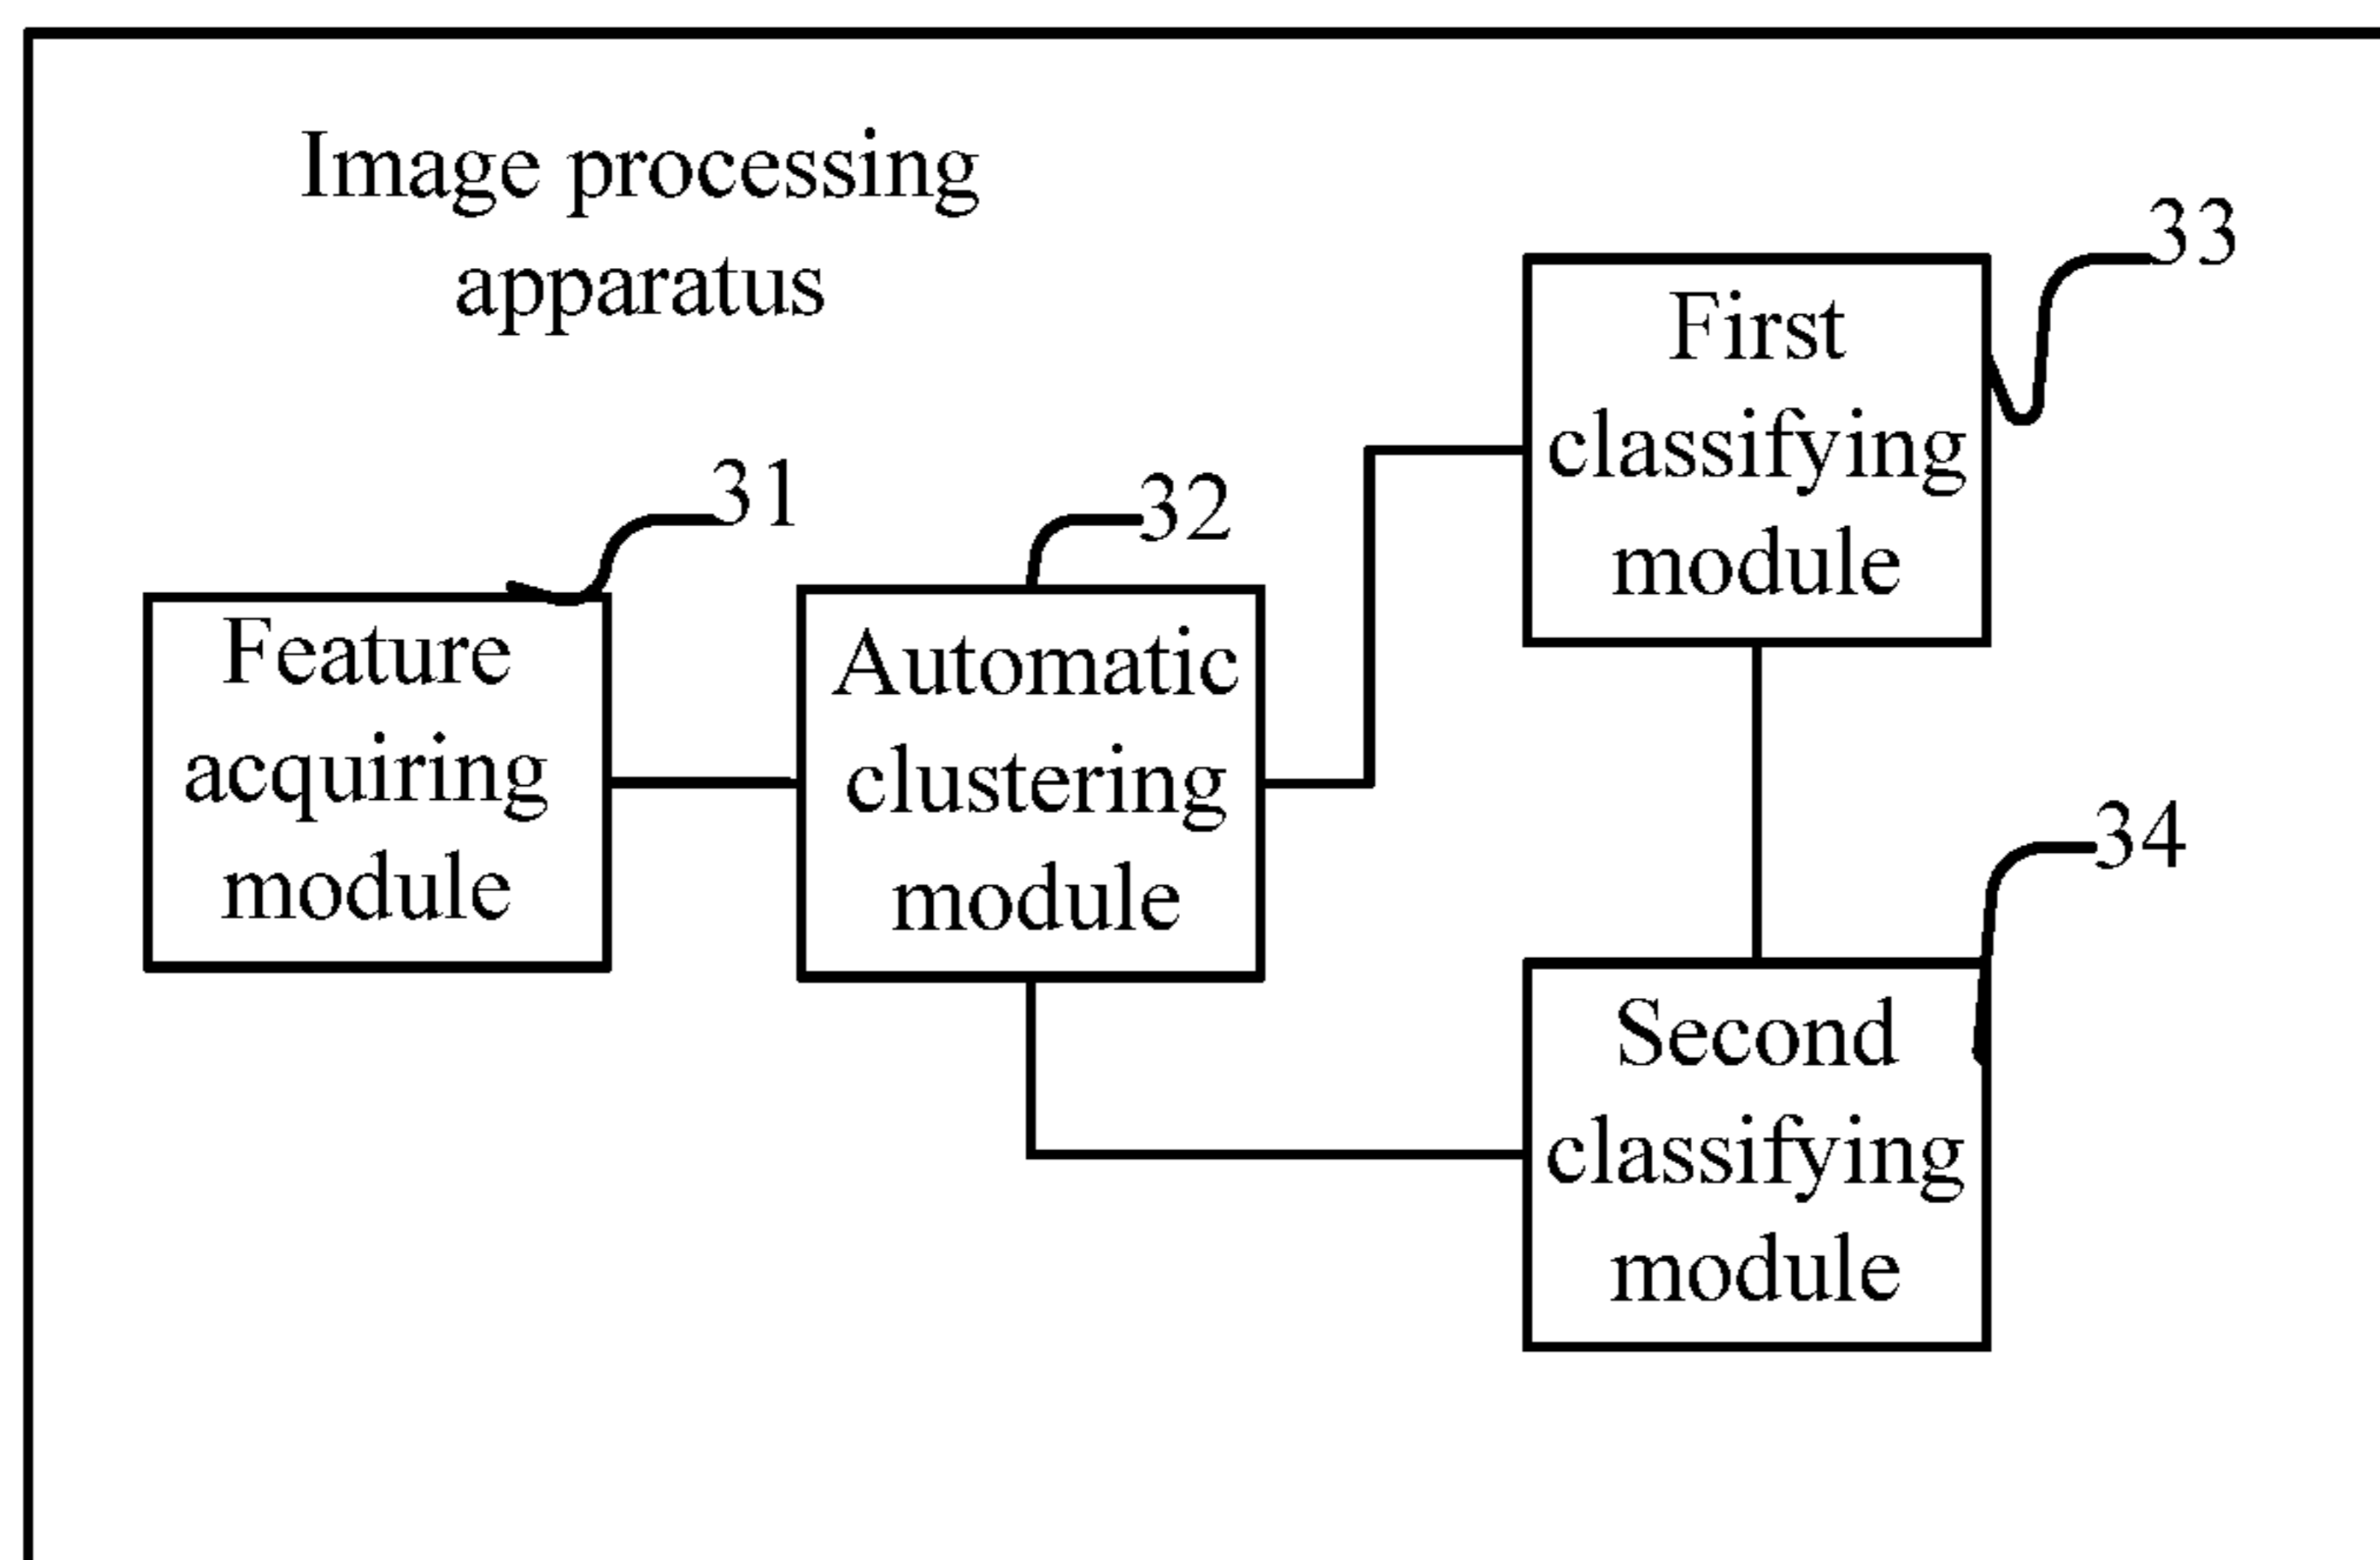 Image processing
apparatus
33
First
classifying
module
31
32
Feature
acquiring
module
Automatic
clustering
module
34
Second
classifying
module